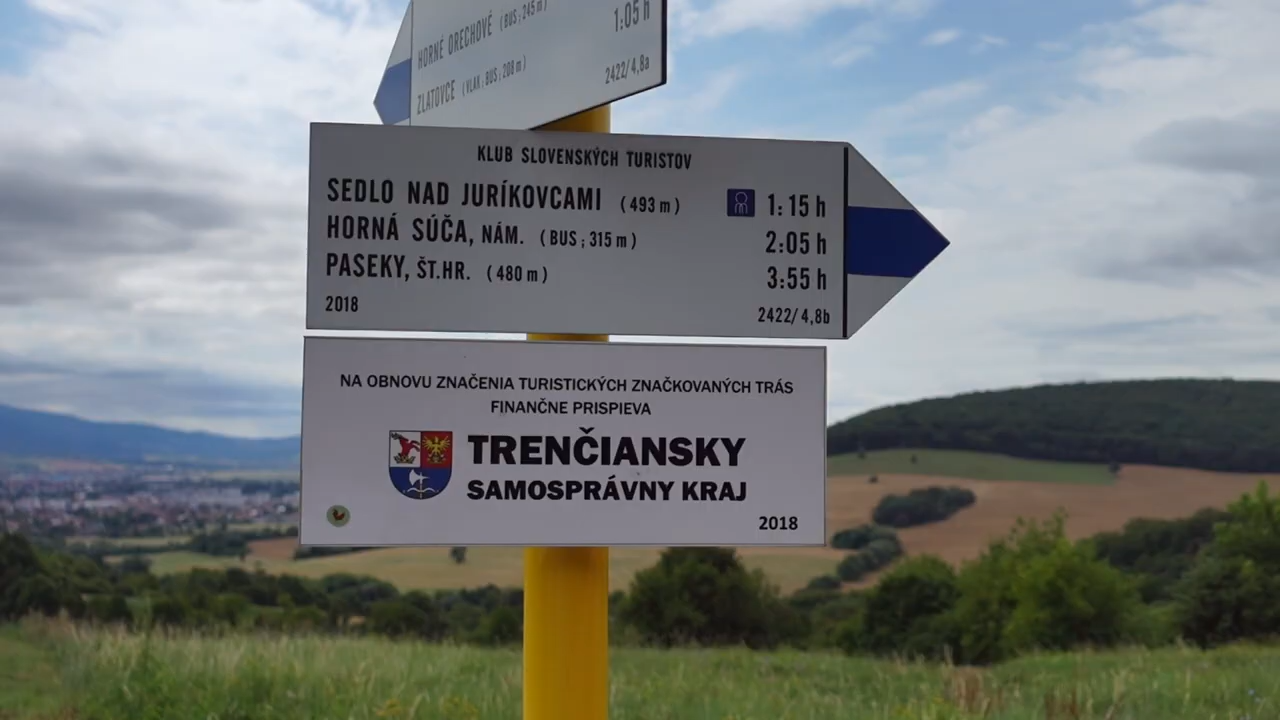 HORNÉ ORECHOVÉ (BUS; 245 m) 1:05 h
ZLATOVCE (VLAK; BUS; 208 m)
2422/4,8a
KLUB SLOVENSKÝCH TURISTOV
SEDLO NAD JURÍKOVCAMI (493 m) 1:15 h
HORNÁ SÚČA, NÁM. (BUS; 315 m) 2:05 h
PASEKY, ŠT.HR. (480 m) 3:55 h
2018 2422/4,8b
NA OBNOVU ZNAČENIA TURISTICKÝCH ZNAČKOVANÝCH TRÁS
FINANČNE PRISPIEVA
TRENČIANSKY
SAMOSPRÁVNY KRAJ
2018